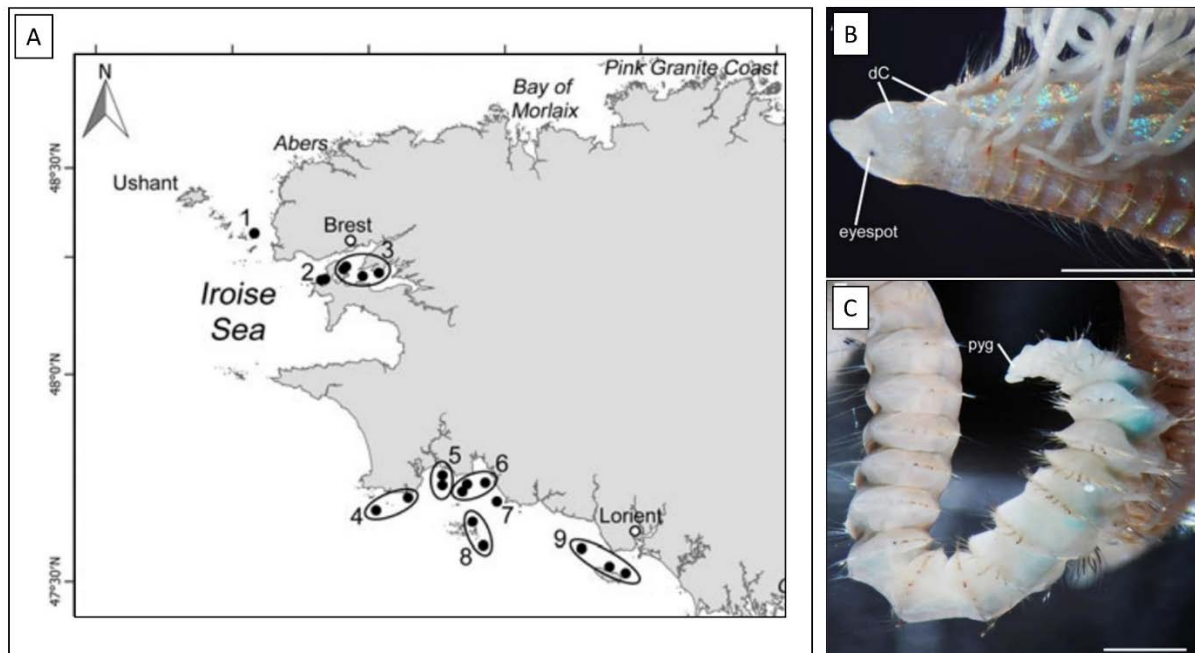 A
N
Pink Granite Coast
Bay of
Morlaix
Abers
48°30'N
Ushant
1
Brest
3
2
Iroise
Sea
48°0'N
5
6
4
7
Lorient
8
9
47°30'N
B
dC
eyespot
C
pyg